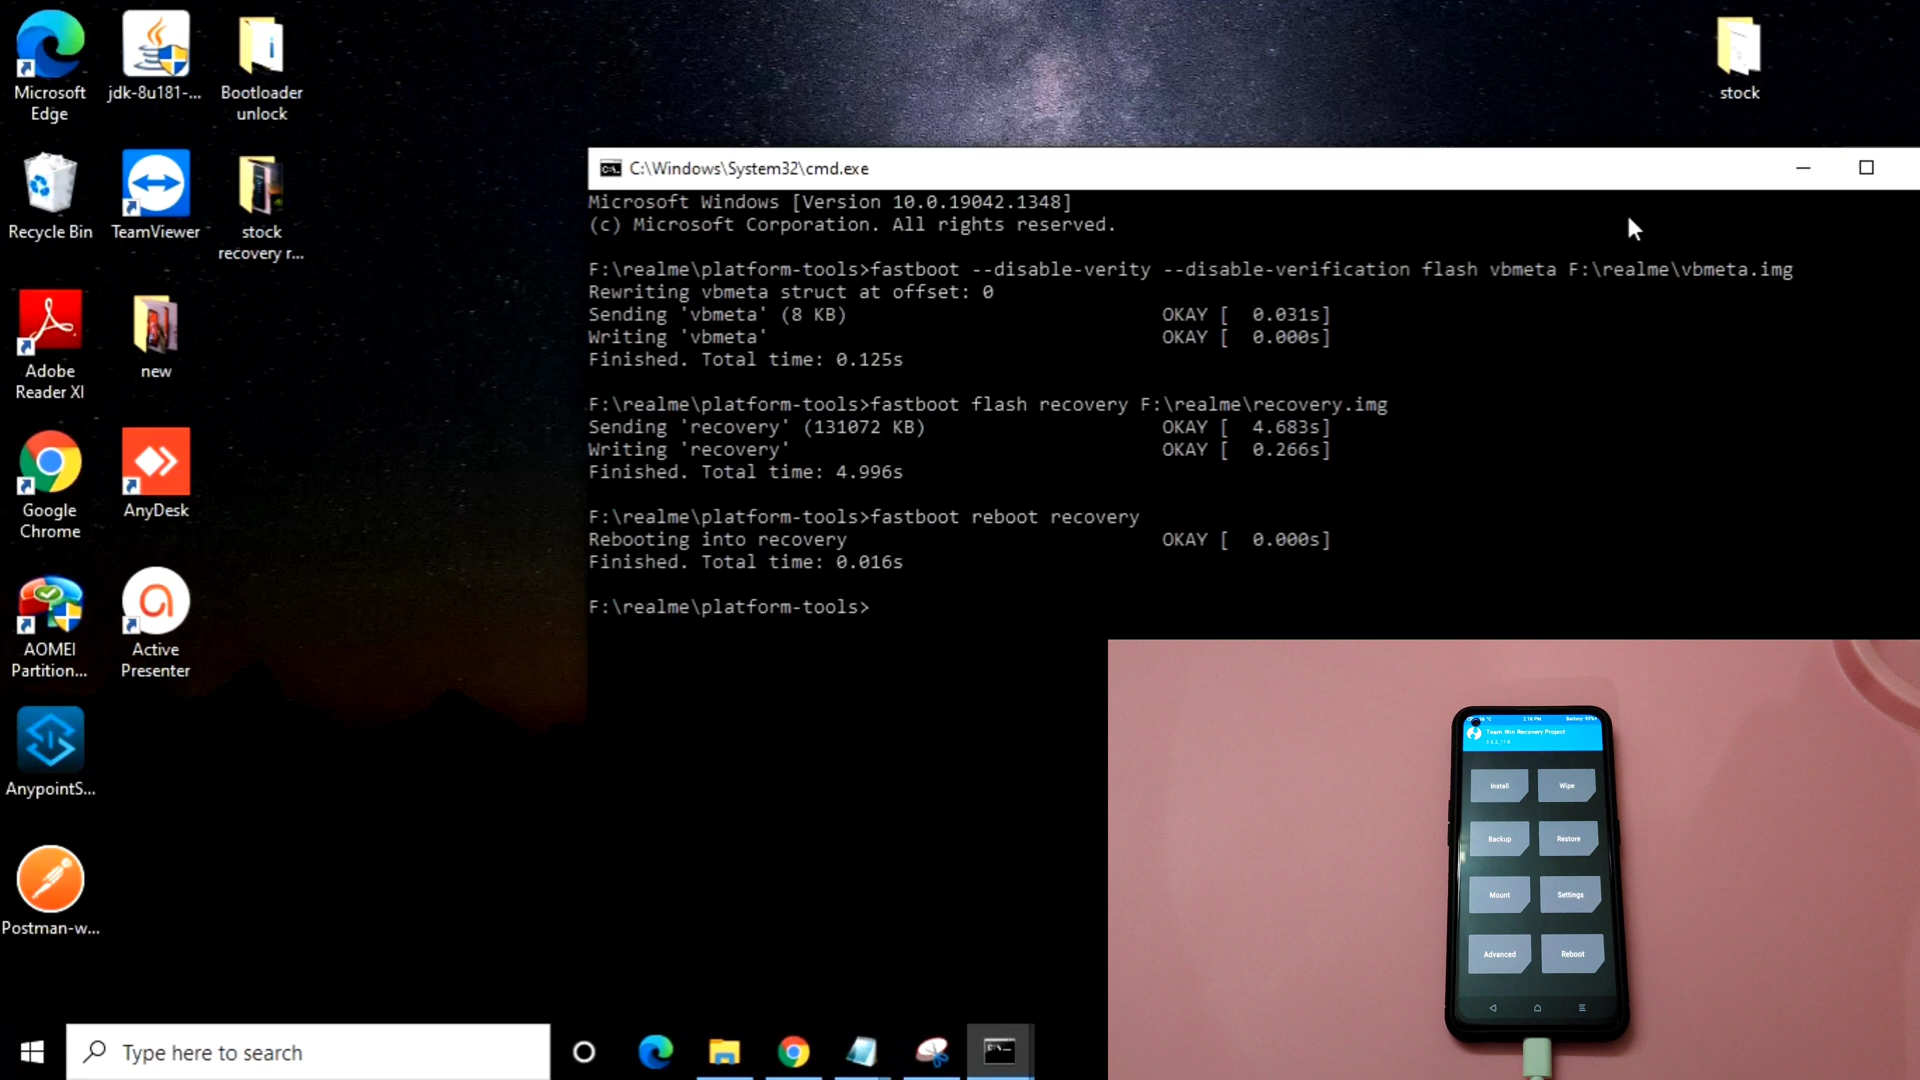 Microsoft
Edge
jdk-8u181-...
Bootloader
unlock
stock
Recycle Bin
TeamViewer
stock
recovery r...
Adobe
Reader XI
new
Google
Chrome
AnyDesk
AOMEI
Partition...
Active
Presenter
AnypointS...
Postman-w...
C:\Windows\System32\cmd.exe
Microsoft Windows [Version 10.0.19042.1348]
(c) Microsoft Corporation. All rights reserved.
F:\realme\platform-tools>fastboot --disable-verity --disable-verification flash vbmeta F:\realme\vbmeta.img
Rewriting vbmeta struct at offset: 0
Sending 'vbmeta' (8 KB) OKAY [ 0.031s]
Writing 'vbmeta' OKAY [ 0.000s]
Finished. Total time: 0.125s
F:\realme\platform-tools>fastboot flash recovery F:\realme\recovery.img
Sending 'recovery' (131072 KB) OKAY [ 4.683s]
Writing 'recovery' OKAY [ 0.266s]
Finished. Total time: 4.996s
F:\realme\platform-tools>fastboot reboot recovery
Rebooting into recovery OKAY [ 0.000s]
Finished. Total time: 0.016s
F:\realme\platform-tools>
2:18 PM
Team Win Recovery Project
Install Wipe
Backup Restore
Mount Settings
Advanced Reboot
Type here to search